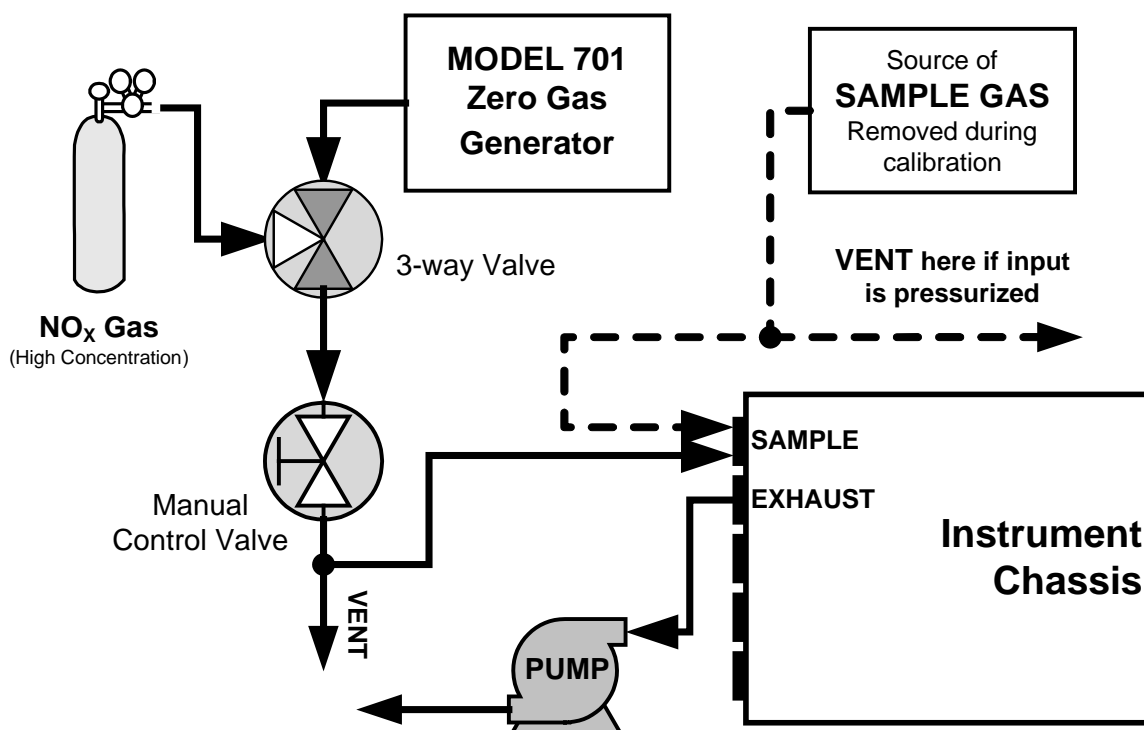 MODEL 701
Zero Gas
Generator
Source of
SAMPLE GAS
Removed during
calibration
3-way Valve
VENT here if input
is pressurized
NOX Gas
(High Concentration)
SAMPLE
EXHAUST
Manual
Control Valve
Instrument
Chassis
VENT
PUMP